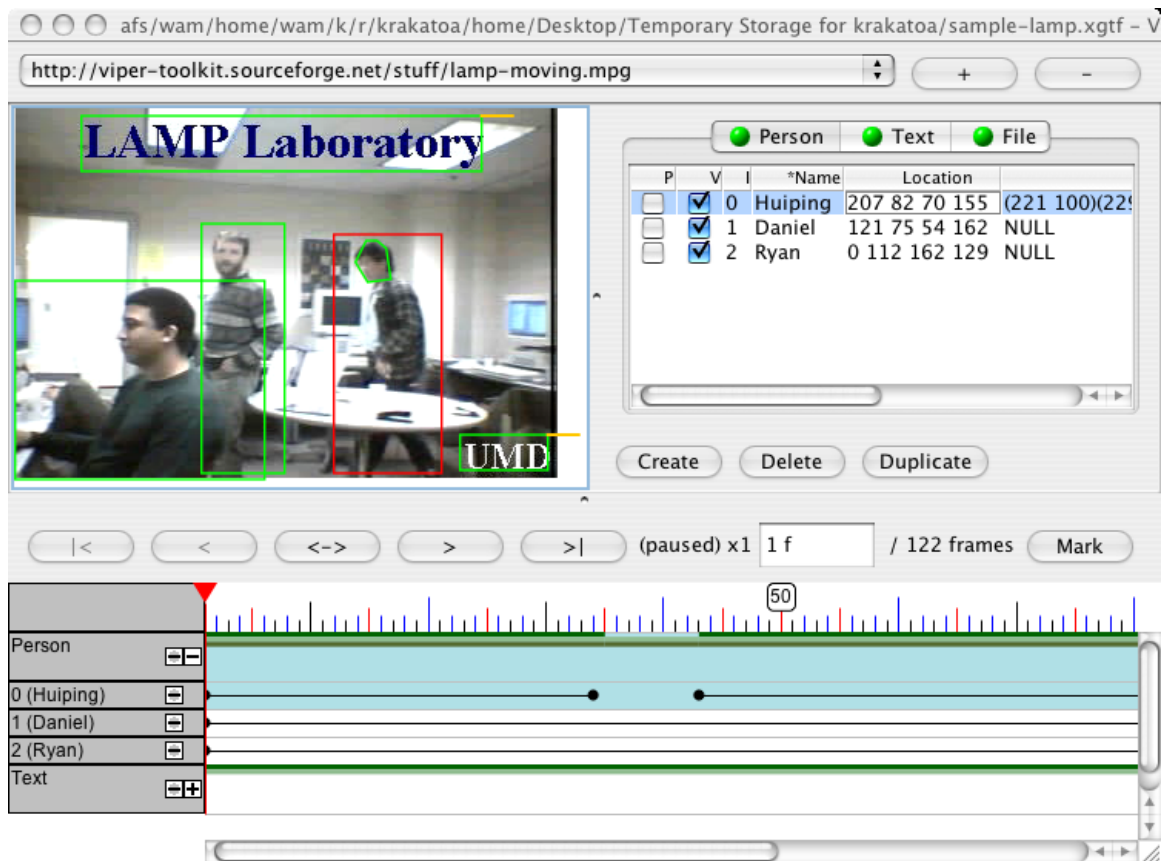 afs/wam/home/wam/k/r/krakatoa/home/Desktop/Temporary Storage for krakatoa/sample-lamp.xgtf – V
http://viper-toolkit.sourceforge.net/stuff/lamp-moving.mpg + -
LAMP Laboratory
UMD
Person Text File
P V I *Name Location
0 Huiping 207 82 70 155 (221 100)(229
1 Daniel 121 75 54 162 NULL
2 Ryan 0 112 162 129 NULL
Create Delete Duplicate
|< < <-> > >| (paused) x1 1 f / 122 frames Mark
50
Person
0 (Huiping)
1 (Daniel)
2 (Ryan)
Text